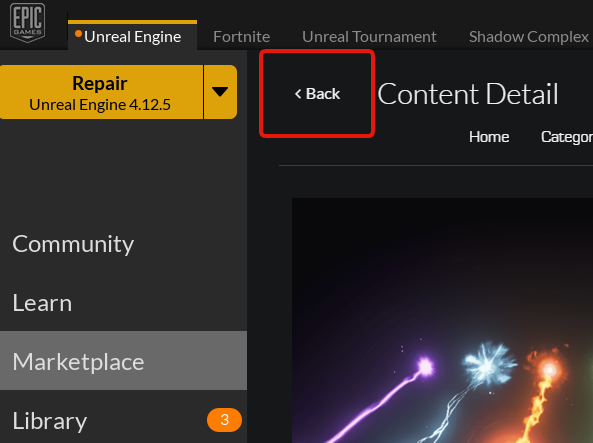 EPIC
GAMES
Unreal Engine
Fortnite
Unreal Tournament
Shadow Complex
Repair
Unreal Engine 4.12.5
Back
Content Detail
Home
Categor
Community
Learn
Marketplace
Library
3